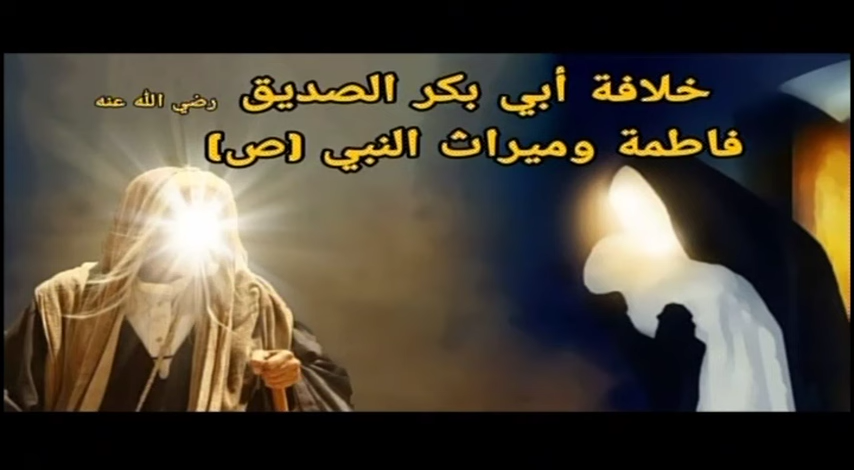 خلافة أبي بكر الصديق رضي الله عنه
فاطمة وميراث النبي (ص)